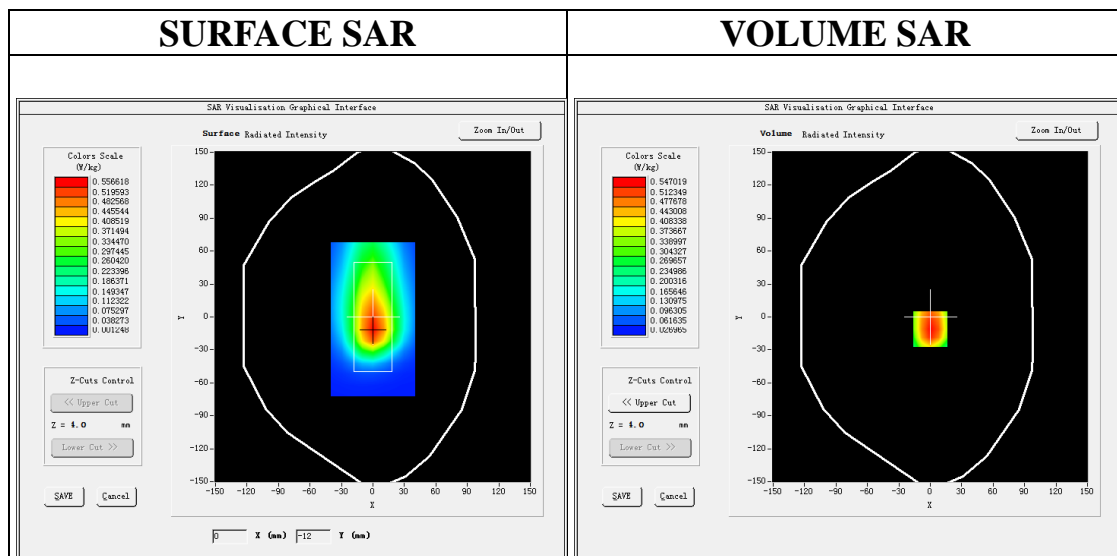 SURFACE SAR
SAR Visualisation Graphical Interface
Surface Radiated Intensity
Zoom In/Out
Colors Scale
(W/kg)
0.556618
0.519593
0.482568
0.445544
0.408519
0.371494
0.334470
0.297445
0.260420
0.223396
0.186371
0.149347
0.112322
0.075297
0.038273
0.001248
Z-Cuts Control
<< Upper Cut
Z = 4.0 mm
Lower Cut >>
SAVE Cancel
150
120
90
60
30
0
-30
-60
-90
-120
-150
Y
-150 -120 -90 -60 -30 0 30 60 90 120 150
X
0 X (mm) -12 Y (mm)
VOLUME SAR
SAR Visualisation Graphical Interface
Volume Radiated Intensity
Zoom In/Out
Colors Scale
(W/kg)
0.547019
0.512349
0.477678
0.443008
0.408338
0.373667
0.338997
0.304327
0.269657
0.234986
0.200316
0.165646
0.130975
0.096305
0.061635
0.026965
Z-Cuts Control
<< Upper Cut
Z = 4.0 mm
Lower Cut >>
SAVE Cancel
150
120
90
60
30
0
-30
-60
-90
-120
-150
Y
-150 -120 -90 -60 -30 0 30 60 90 120 150
X